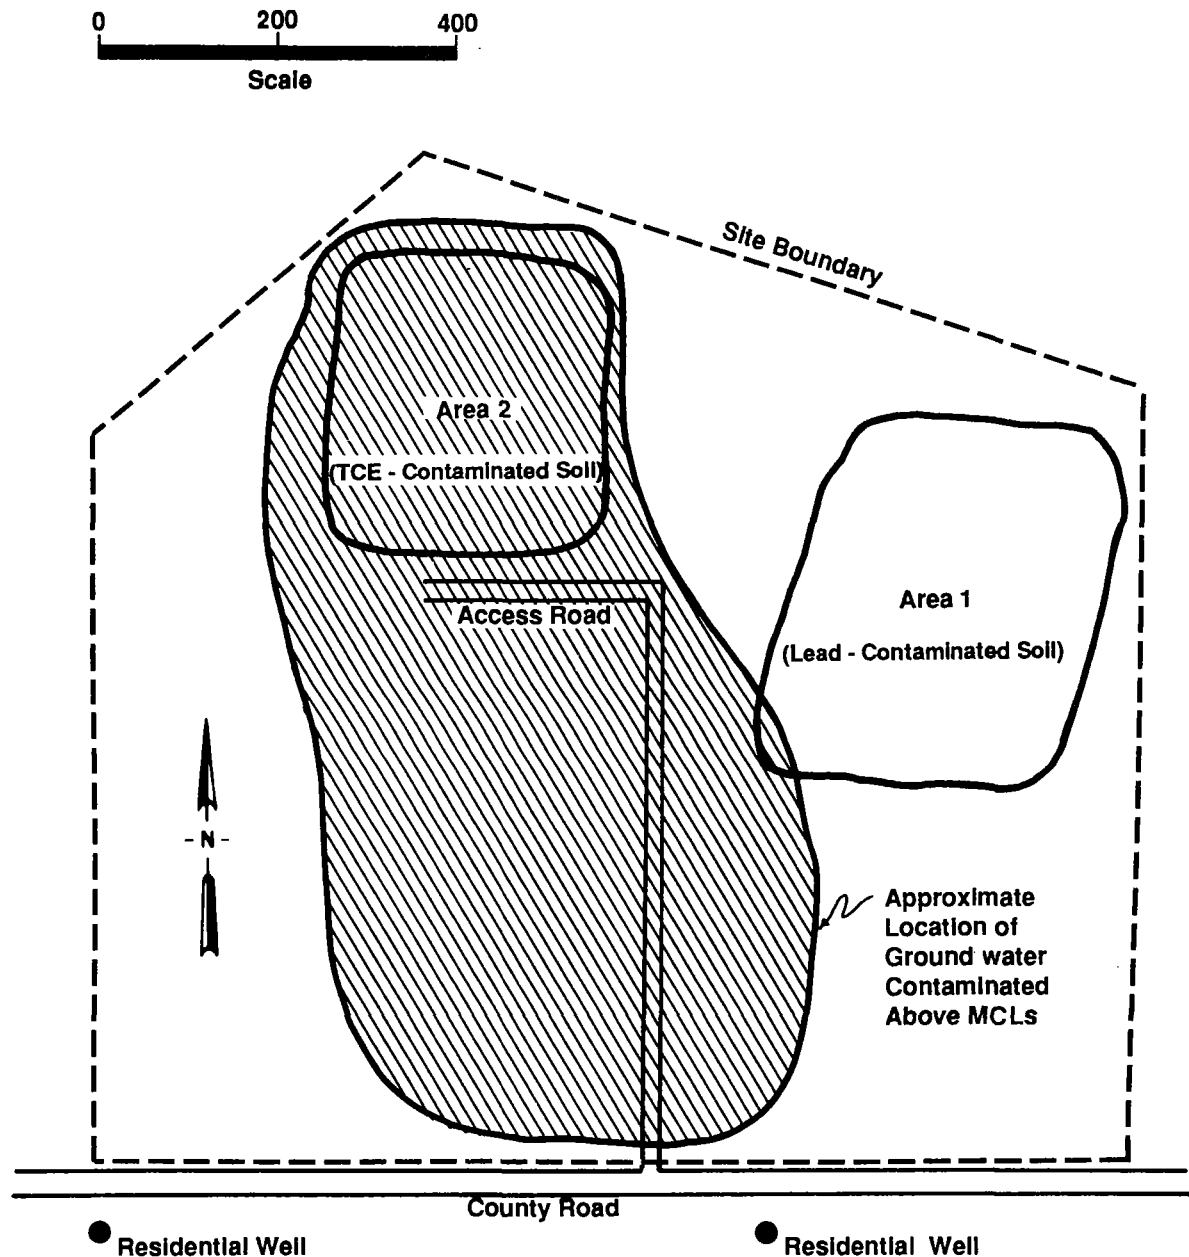 0 200 400
Scale
Site Boundary
Area 2
(TCE - Contaminated Soil)
Access Road
Area 1
(Lead - Contaminated Soil)
- N -
Approximate
Location of
Ground water
Contaminated
Above MCLs
County Road
Residential Well
Residential Well